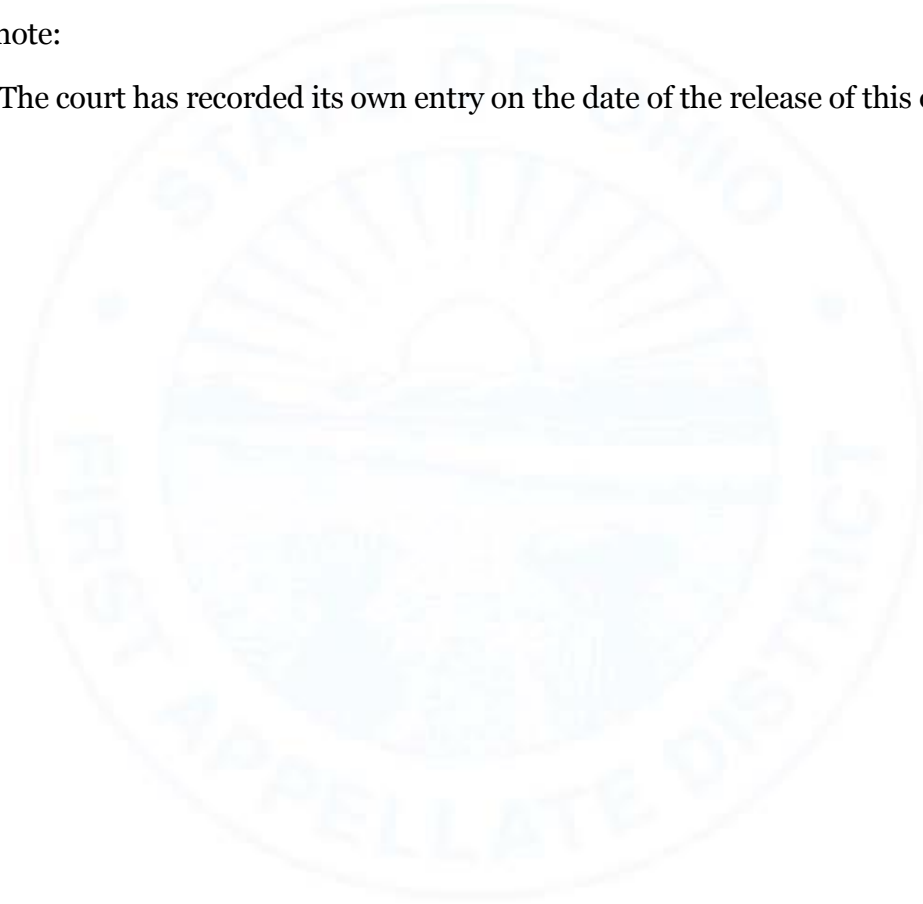 note:
The court has recorded its own entry on the date of the release of this
STATE OF OHIO
FIRST APPELLATE DISTRICT